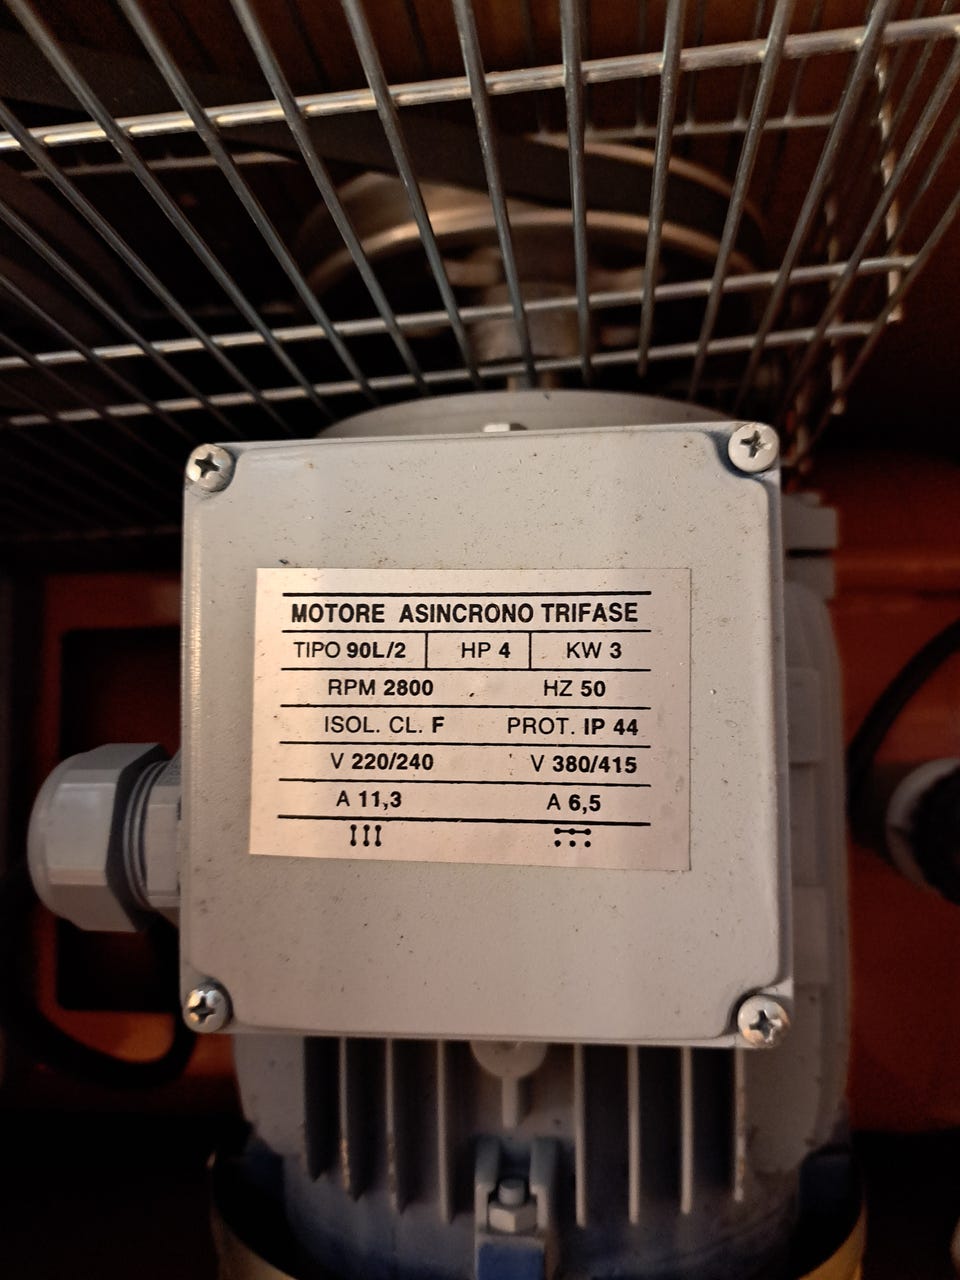 MOTORE ASINCRONO TRIFASE
TIPO 90L/2 HP 4 KW 3
RPM 2800 HZ 50
ISOL. CL. F PROT. IP 44
V 220/240 V 380/415
A 11,3 A 6,5